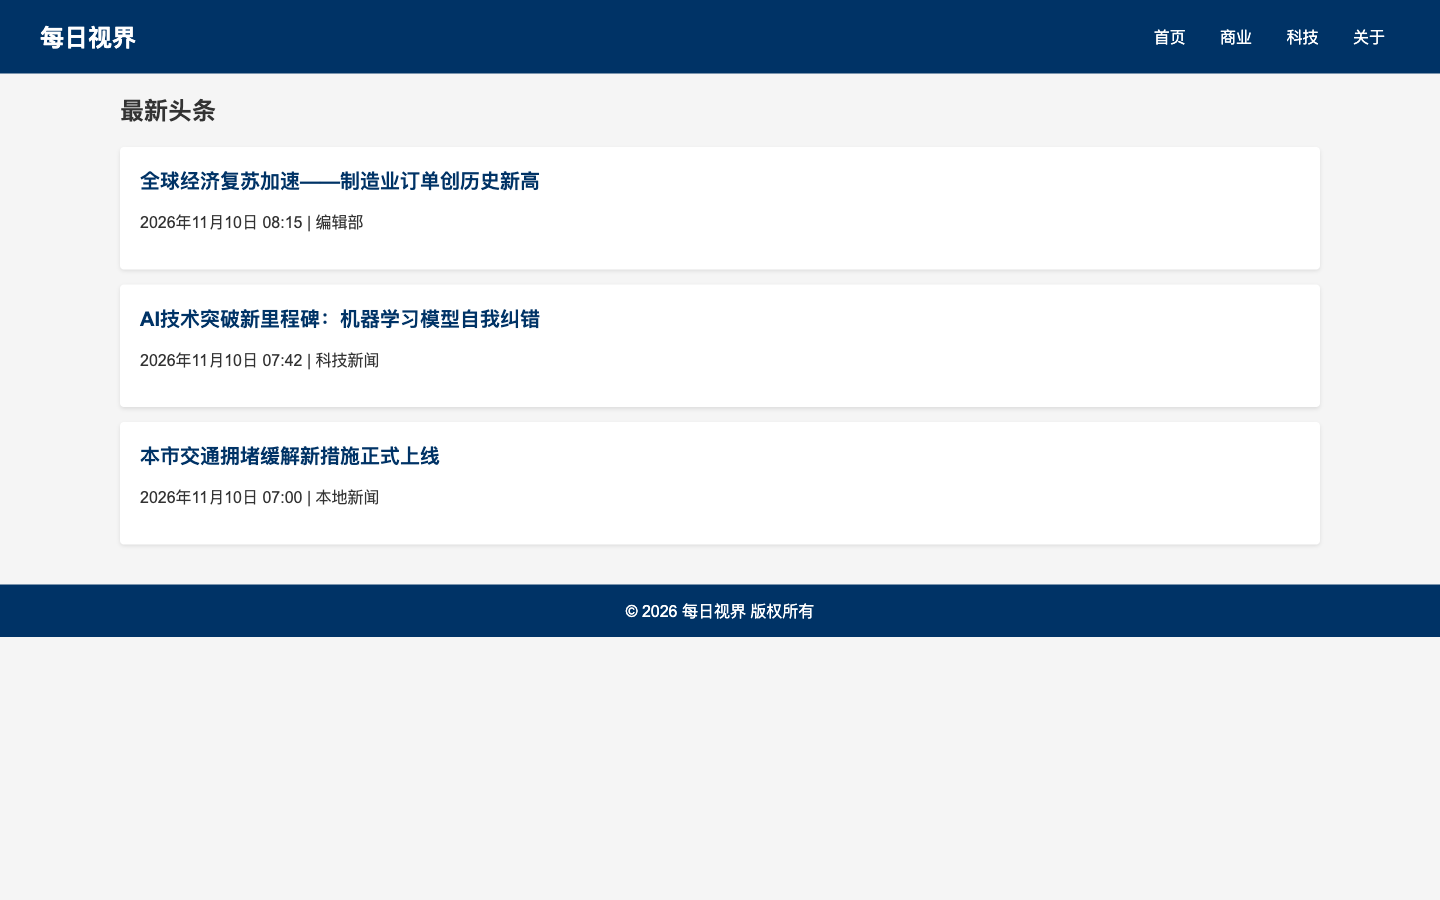 每日视界
首页 商业 科技 关于
最新头条
全球经济复苏加速——制造业订单创历史新高
2026年11月10日 08:15 | 编辑部
AI技术突破新里程碑：机器学习模型自我纠错
2026年11月10日 07:42 | 科技新闻
本市交通拥堵缓解新措施正式上线
2026年11月10日 07:00 | 本地新闻
© 2026 每日视界 版权所有